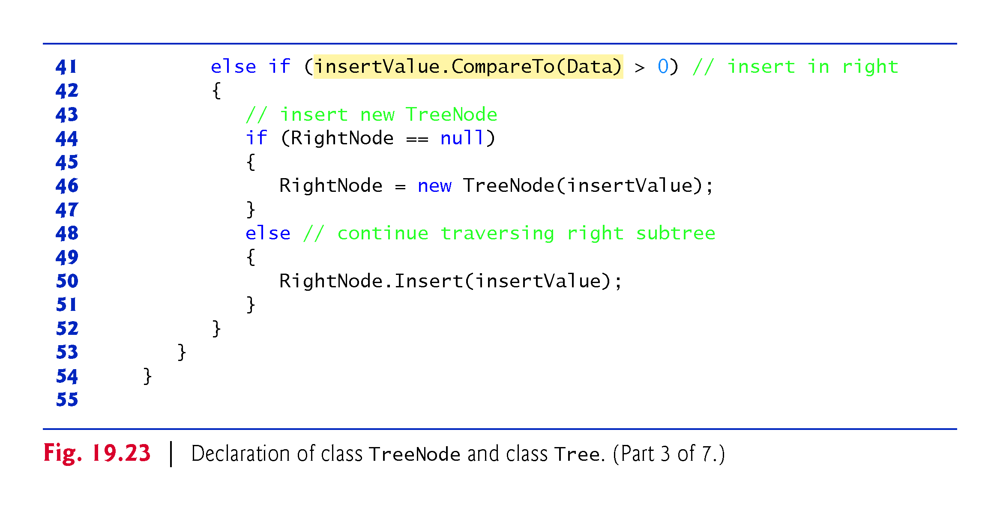 41 else if (insertValue.CompareTo(Data) > 0) // insert in right
42 {
43 // insert new TreeNode
44 if (RightNode == null)
45 {
46 RightNode = new TreeNode(insertValue);
47 }
48 else // continue traversing right subtree
49 {
50 RightNode.Insert(insertValue);
51 }
52 }
53 }
54 }
55
Fig. 19.23 | Declaration of class TreeNode and class Tree. (Part 3 of 7.)